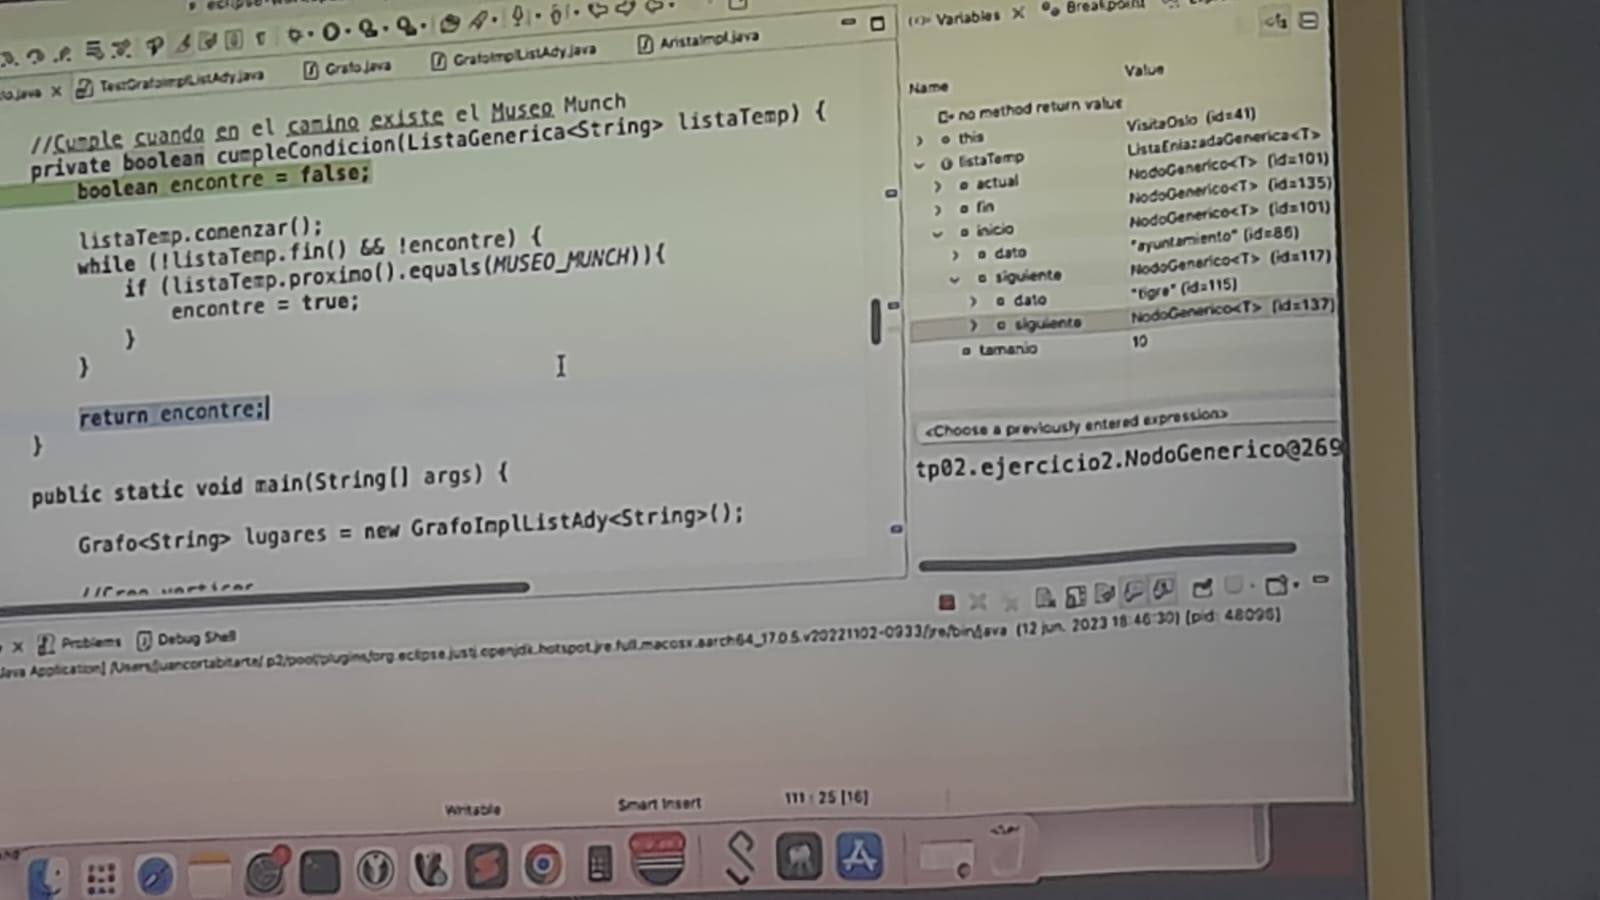 TestGrafoImplListAdy.java
Grafo.java
GrafoImplListAdy.java
AristaImpl.java
//Cumple cuando en el camino existe el Museo Munch
private boolean cumpleCondicion(ListaGenerica<String> listaTemp) {
boolean encontre = false;
listaTemp.comenzar();
while (!listaTemp.fin() && !encontre) {
if (listaTemp.proximo().equals(MUSEO_MUNCH)){
encontre = true;
}
}
return encontre;
}
public static void main(String[] args) {
Grafo<String> lugares = new GrafoImplListAdy<String>();
(x)= Variables
Breakpoint
Name Value
no method return value
this VisitaOslo (id=41)
listaTemp ListaEnlazadaGenerica<T>
actual NodoGenerico<T> (id=101)
fin NodoGenerico<T> (id=135)
inicio NodoGenerico<T> (id=101)
dato "ayuntamiento" (id=86)
siguiente NodoGenerico<T> (id=117)
dato "tigre" (id=115)
siguiente NodoGenerico<T> (id=137)
tamanio 10
<Choose a previously entered expression>
tp02.ejercicio2.NodoGenerico@269
Problems
Debug Shell
Java Application] /Users/juancortabitarte/.p2/pool/plugins/org.eclipse.justj.openjdk.hotspot.jre.full.macosx.aarch64_17.0.5.v20221102-0933/jre/bin/java (12 jun. 2023 18:46:30) [pid: 48096]
Writable
Smart Insert
111 : 25 [16]